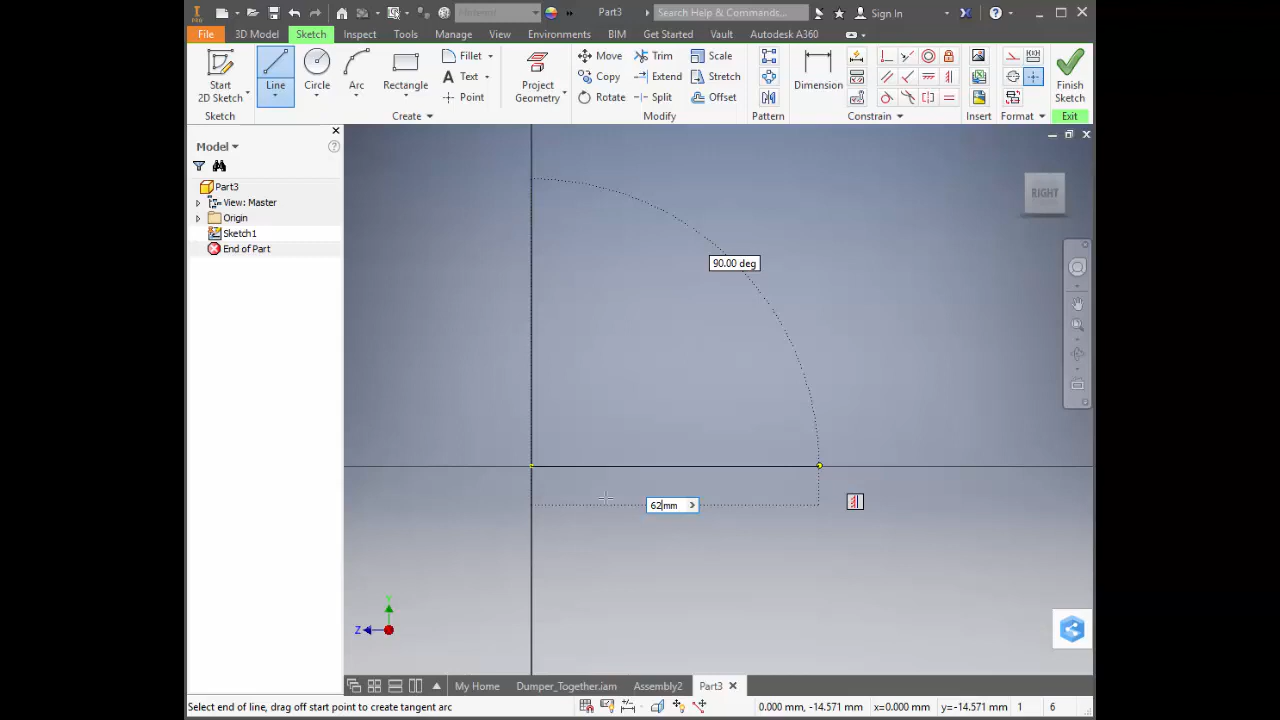 PRO
Material
Part3
Search Help & Commands...
Sign In
File
3D Model
Sketch
Inspect
Tools
Manage
View
Environments
BIM
Get Started
Vault
Autodesk A360
Start
2D Sketch
Line
Circle
Arc
Rectangle
Fillet
Text
Point
Project
Geometry
Move
Copy
Rotate
Trim
Extend
Split
Scale
Stretch
Offset
Pattern
Dimension
Finish
Sketch
Sketch
Create
Modify
Pattern
Constrain
Insert
Format
Exit
Model
Part3
View: Master
Origin
Sketch1
End of Part
RIGHT
90.00 deg
62mm
Y
Z
My Home
Dumper_Together.iam
Assembly2
Part3
Select end of line, drag off start point to create tangent arc
0.000 mm, -14.571 mm
x=0.000 mm
y=-14.571 mm
1
6